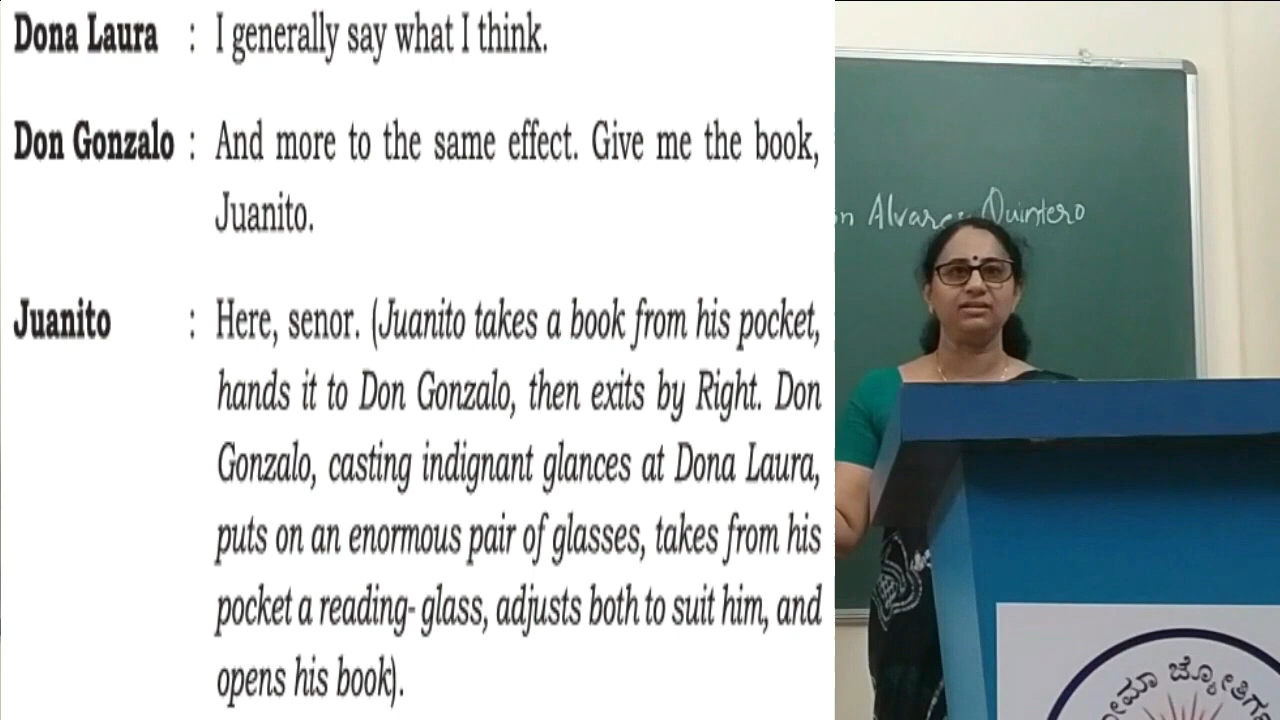 Dona Laura : I generally say what I think.
Don Gonzalo : And more to the same effect. Give me the book,
Juanito.
Juanito : Here, senor. (Juanito takes a book from his pocket,
hands it to Don Gonzalo, then exits by Right. Don
Gonzalo, casting indignant glances at Dona Laura,
puts on an enormous pair of glasses, takes from his
pocket a reading- glass, adjusts both to suit him, and
opens his book).
Alvarez Quintero
ಜ್ಯೋತಿರ್ಗ